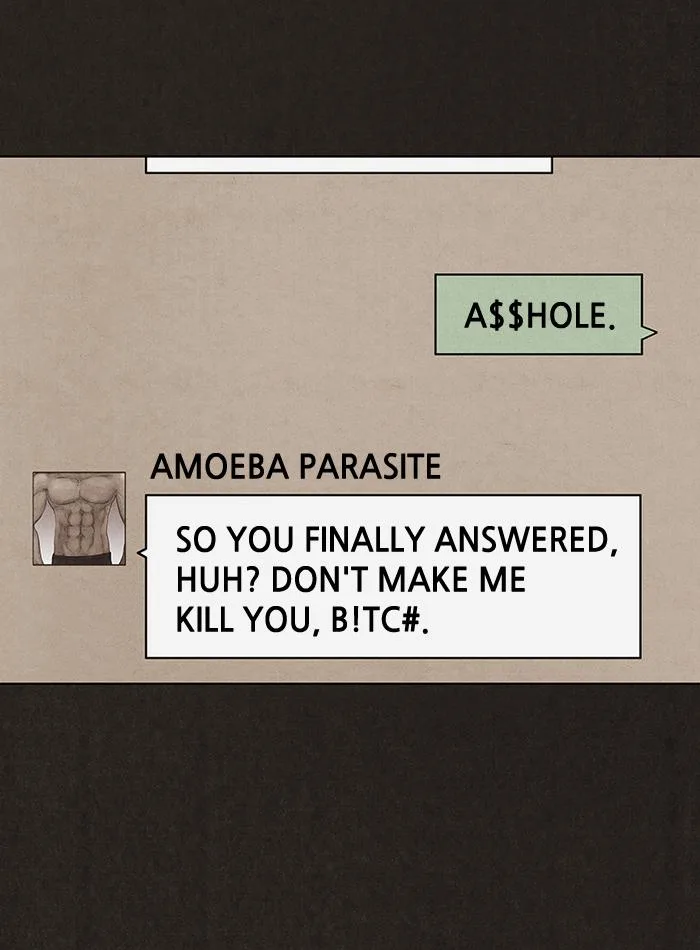 A$$HOLE.
AMOEBA PARASITE
SO YOU FINALLY ANSWERED,
HUH? DON'T MAKE ME
KILL YOU, B!TC#.